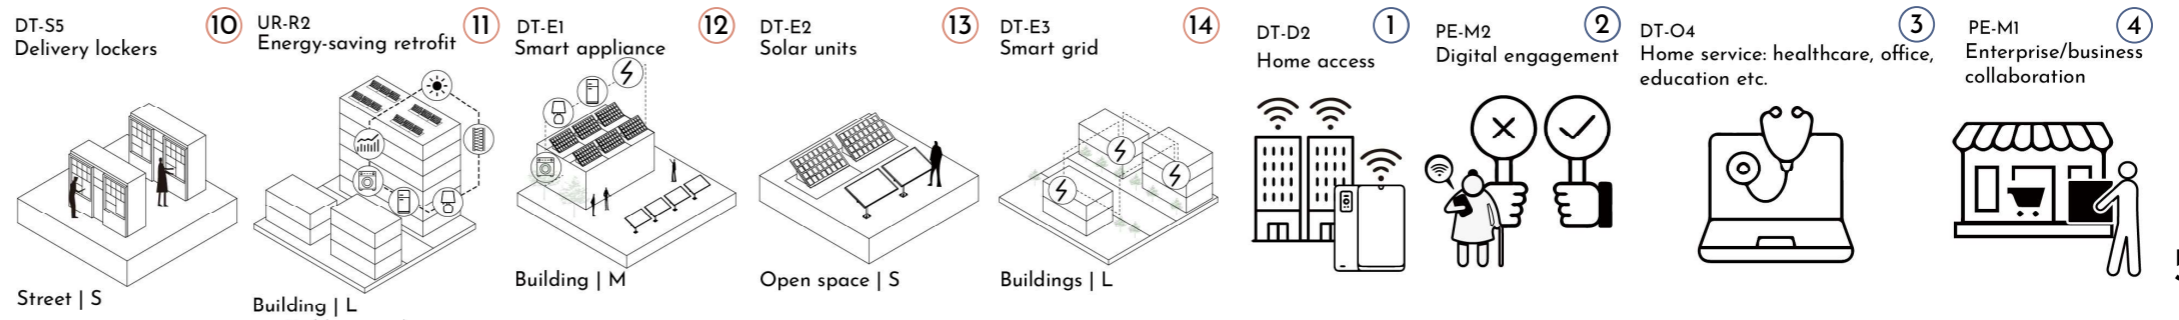 DT-S5
Delivery lockers
10
Street | S
UR-R2
Energy-saving retrofit
11
Building | L
DT-E1
Smart appliance
12
Building | M
DT-E2
Solar units
13
Open space | S
DT-E3
Smart grid
14
Buildings | L
DT-D2
Home access
1
PE-M2
Digital engagement
2
DT-O4
Home service: healthcare, office,
education etc.
3
PE-M1
Enterprise/business
collaboration
4